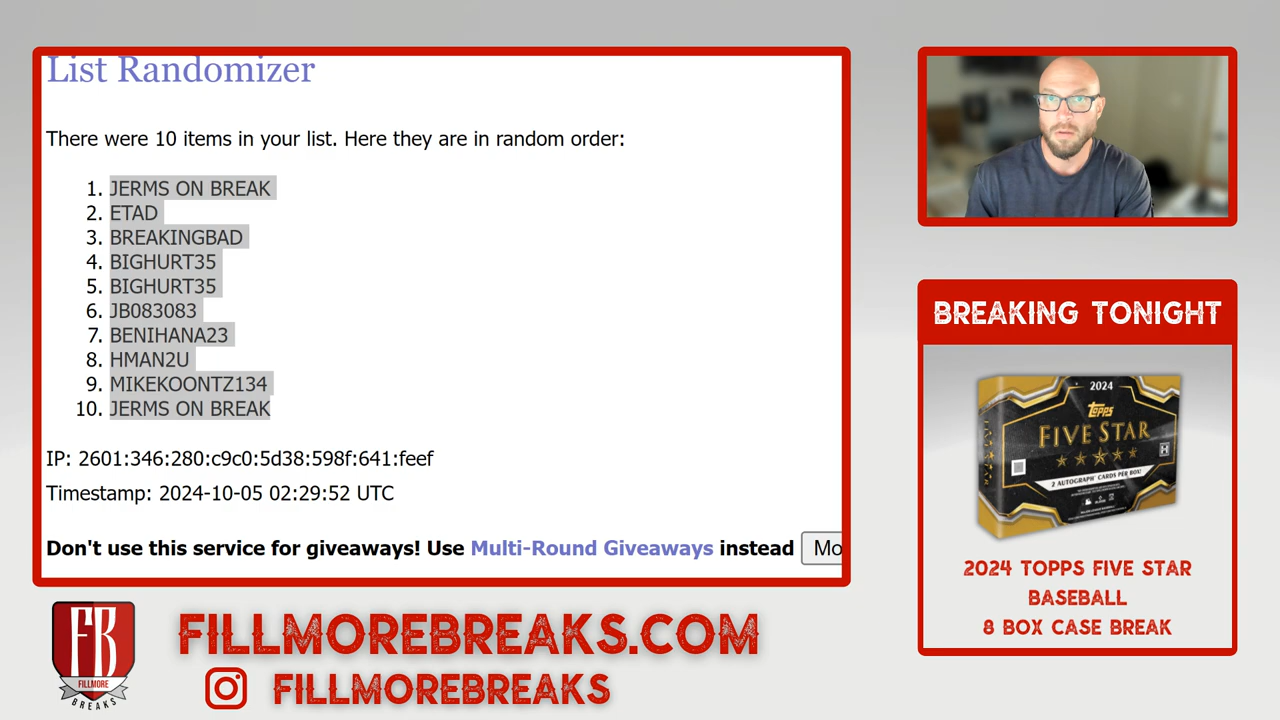 List Randomizer
There were 10 items in your list. Here they are in random order:
1. JERMS ON BREAK
2. ETAD
3. BREAKINGBAD
4. BIGHURT35
5. BIGHURT35
6. JB083083
7. BENIHANA23
8. HMAN2U
9. MIKEKOONTZ134
10. JERMS ON BREAK
IP: 2601:346:280:c9c0:5d38:598f:641:feef
Timestamp: 2024-10-05 02:29:52 UTC
Don't use this service for giveaways! Use Multi-Round Giveaways instead
Mo
BREAKING TONIGHT
2024
Topps
FIVE STAR
2 AUTOGRAPH CARDS PER BOX!
H
2024 TOPPS FIVE STAR
BASEBALL
8 BOX CASE BREAK
FB
FILLMORE
BREAKS
FILLMOREBREAKS.COM
FILLMOREBREAKS